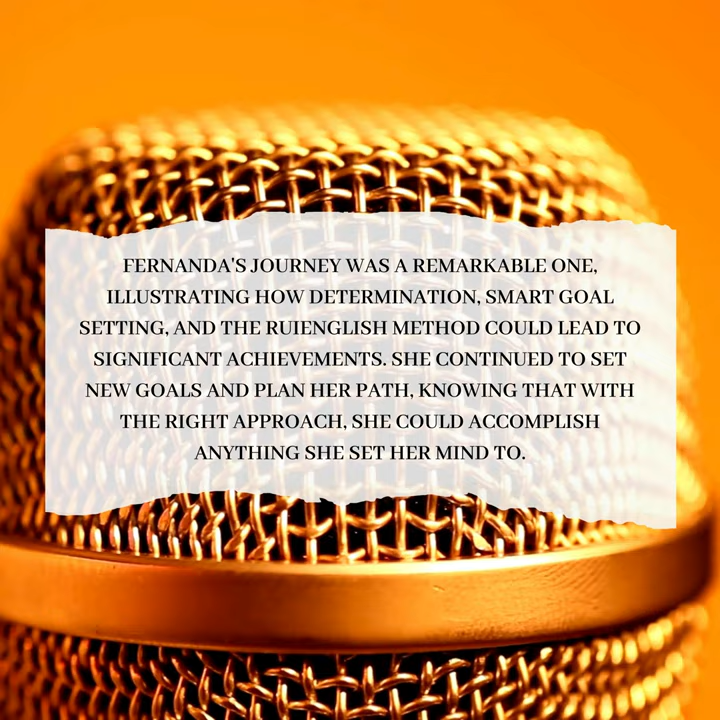 FERNANDA'S JOURNEY WAS A REMARKABLE ONE,
ILLUSTRATING HOW DETERMINATION, SMART GOAL
SETTING, AND THE RUIENGLISH METHOD COULD LEAD TO
SIGNIFICANT ACHIEVEMENTS. SHE CONTINUED TO SET
NEW GOALS AND PLAN HER PATH, KNOWING THAT WITH
THE RIGHT APPROACH, SHE COULD ACCOMPLISH
ANYTHING SHE SET HER MIND TO.